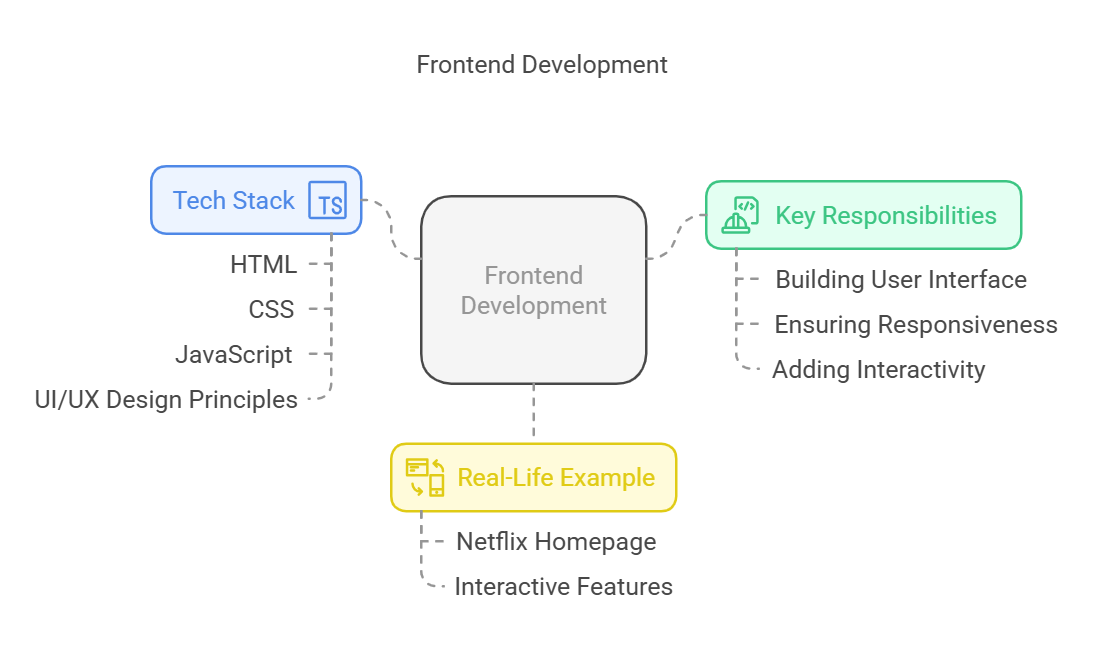 Frontend Development
Tech Stack
TS
HTML
CSS
JavaScript
UI/UX Design Principles
Frontend
Development
Key Responsibilities
Building User Interface
Ensuring Responsiveness
Adding Interactivity
Real-Life Example
Netflix Homepage
Interactive Features